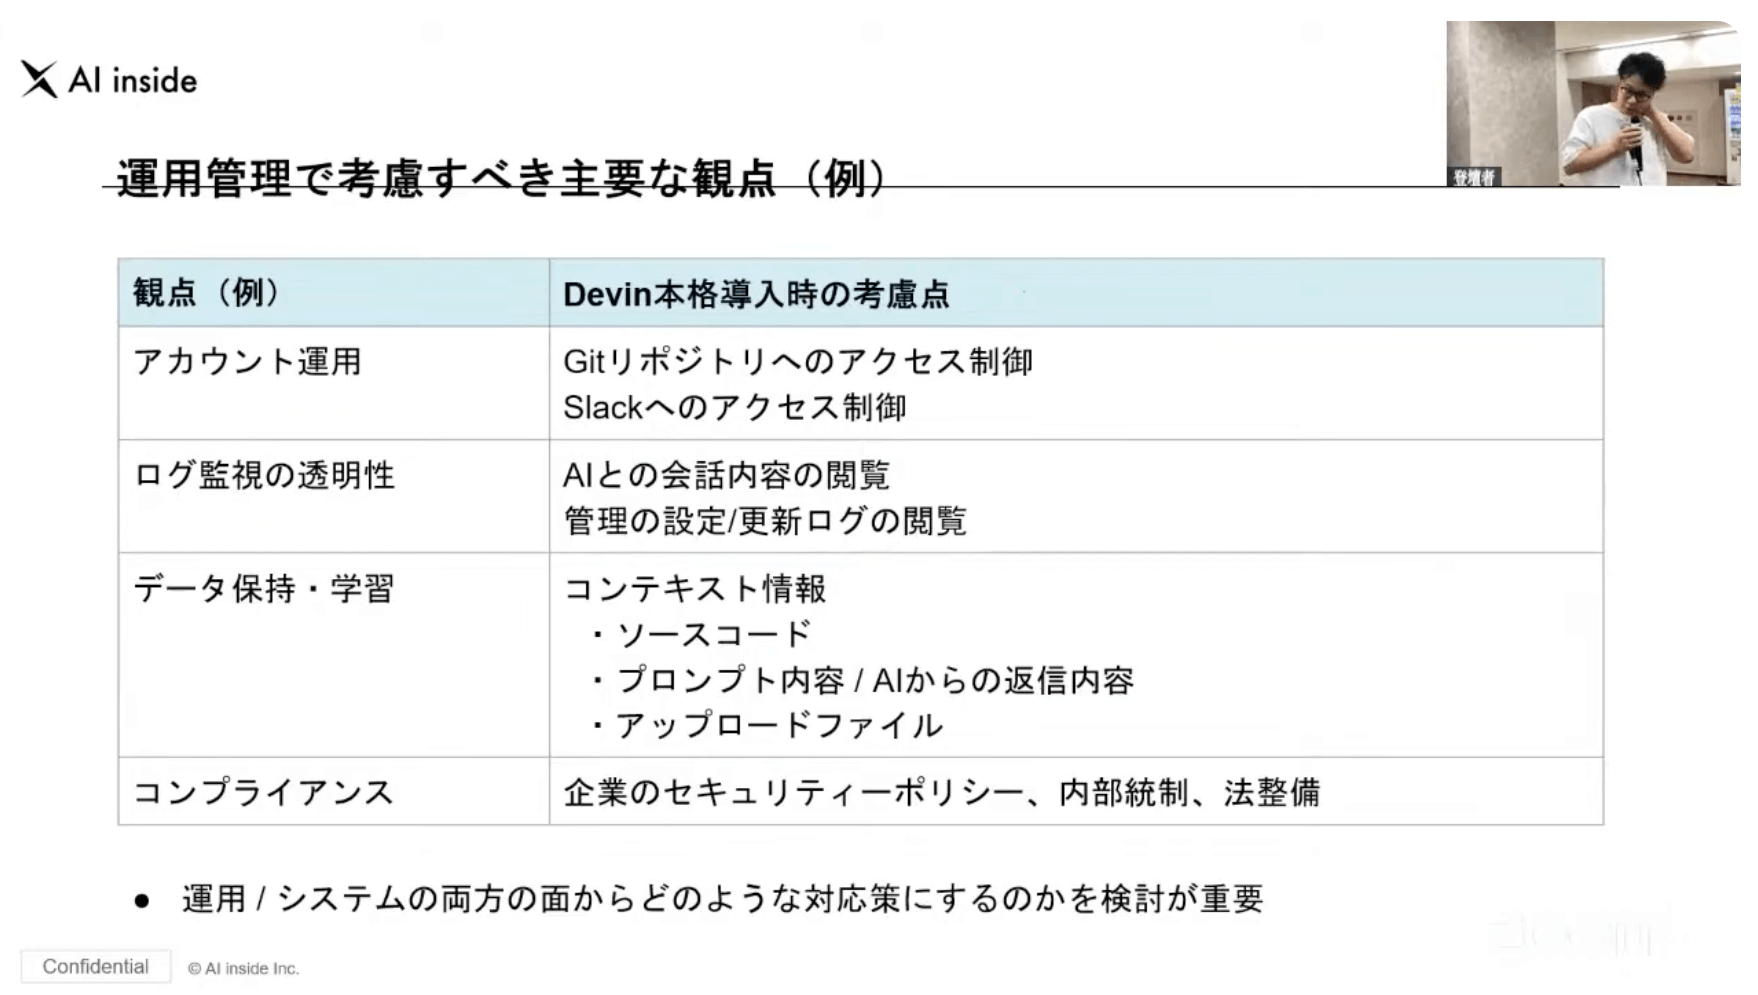 AI inside
登壇者
運用管理で考慮すべき主要な観点（例）
観点（例）
Devin本格導入時の考慮点
アカウント運用
Gitリポジトリへのアクセス制御
Slackへのアクセス制御
ログ監視の透明性
AIとの会話内容の閲覧
管理の設定/更新ログの閲覧
データ保持・学習
コンテキスト情報
・ソースコード
・プロンプト内容 / AIからの返信内容
・アップロードファイル
コンプライアンス
企業のセキュリティーポリシー、内部統制、法整備
● 運用 / システムの両方の面からどのような対応策にするのかを検討が重要
Confidential
© AI inside Inc.